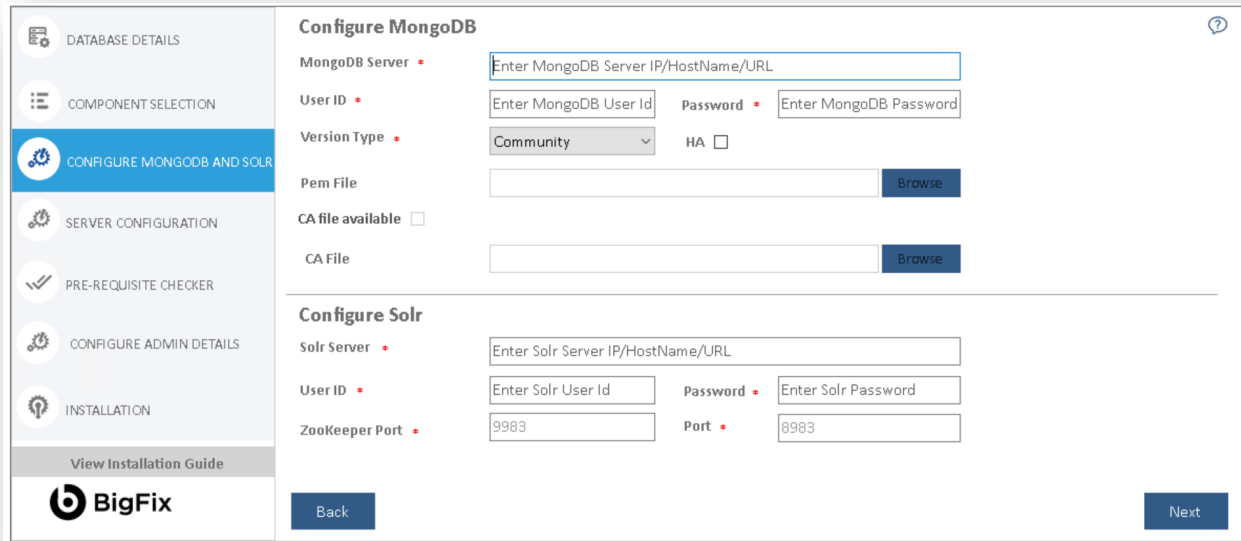 DATABASE DETAILS
COMPONENT SELECTION
CONFIGURE MONGODB AND SOLR
SERVER CONFIGURATION
PRE-REQUISITE CHECKER
CONFIGURE ADMIN DETAILS
INSTALLATION
View Installation Guide
BigFix
Configure MongoDB
?
MongoDB Server *
Enter MongoDB Server IP/HostName/URL
User ID * Enter MongoDB User Id Password * Enter MongoDB Password
Version Type * Community HA
Pem File Browse
CA file available
CA File Browse
Configure Solr
Solr Server * Enter Solr Server IP/HostName/URL
User ID * Enter Solr User Id Password * Enter Solr Password
ZooKeeper Port * 9983 Port * 8983
Back Next